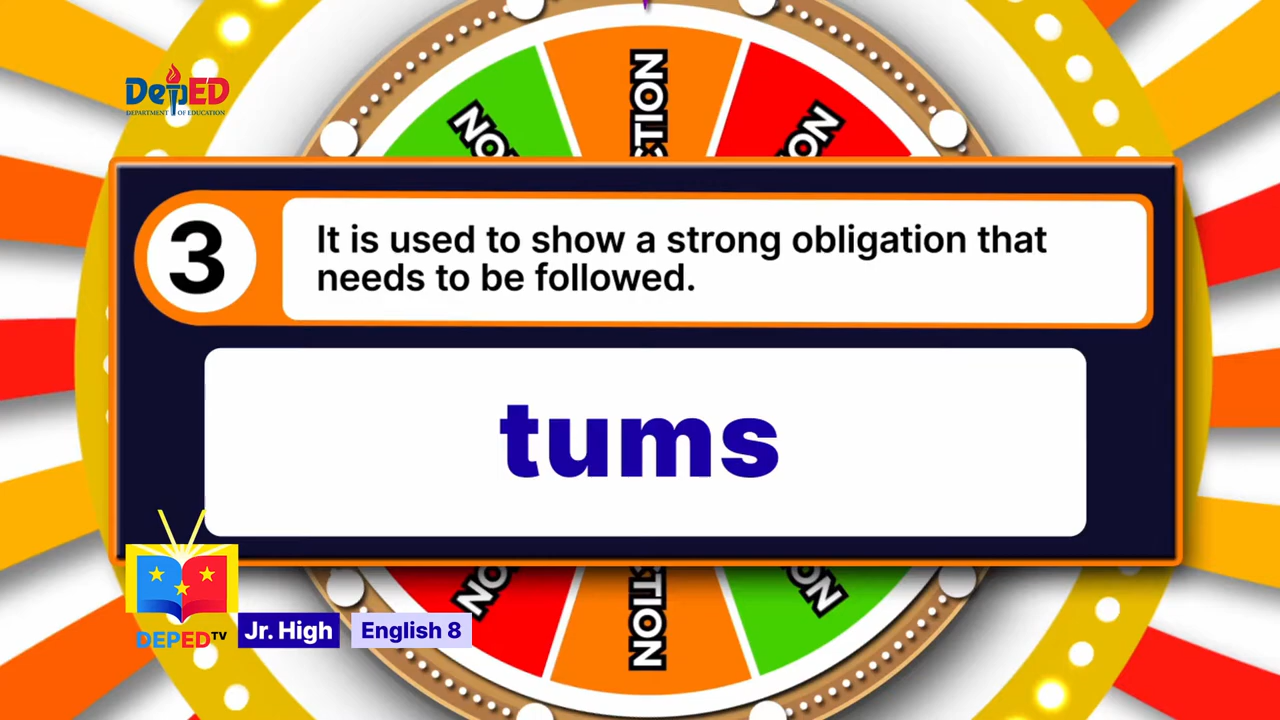 DepED
DEPARTMENT OF EDUCATION
3
It is used to show a strong obligation that
needs to be followed.
tums
DEPED TV
Jr. High
English 8